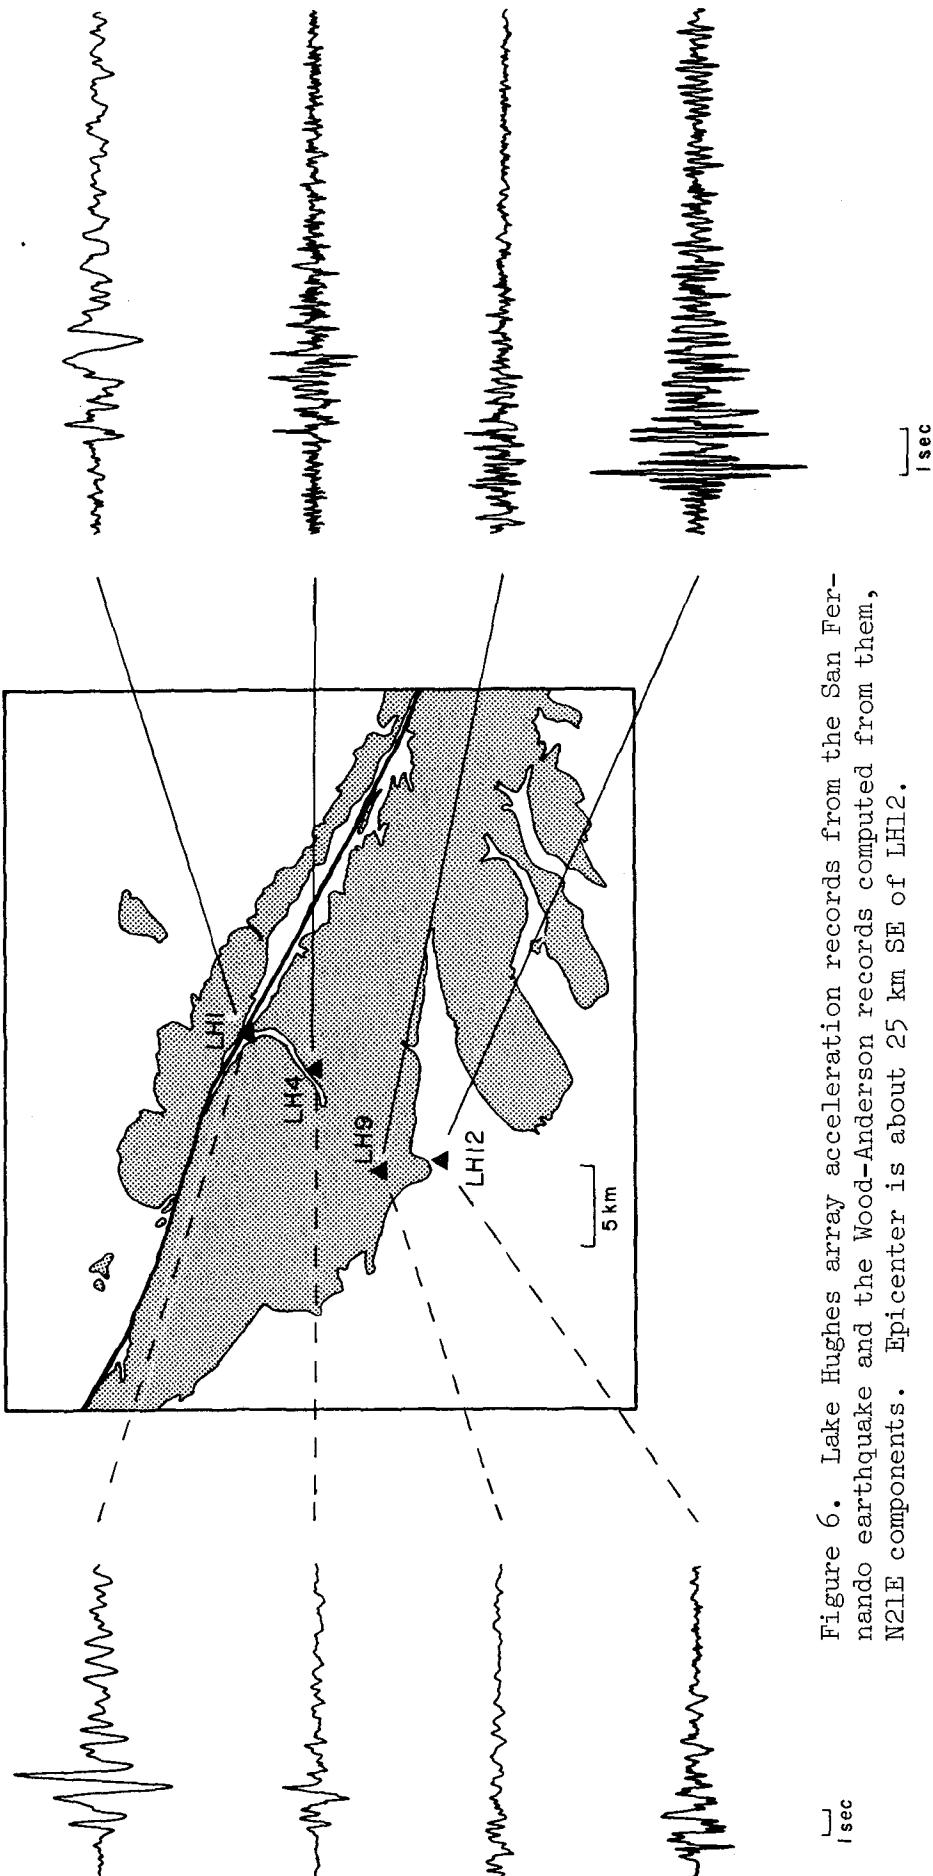 LH1
LH4
LH9
LH12
5 km
1 sec
1 sec
Figure 6. Lake Hughes array acceleration records from the San Fer-
nando earthquake and the Wood-Anderson records computed from them,
N21E components. Epicenter is about 25 km SE of LH12.